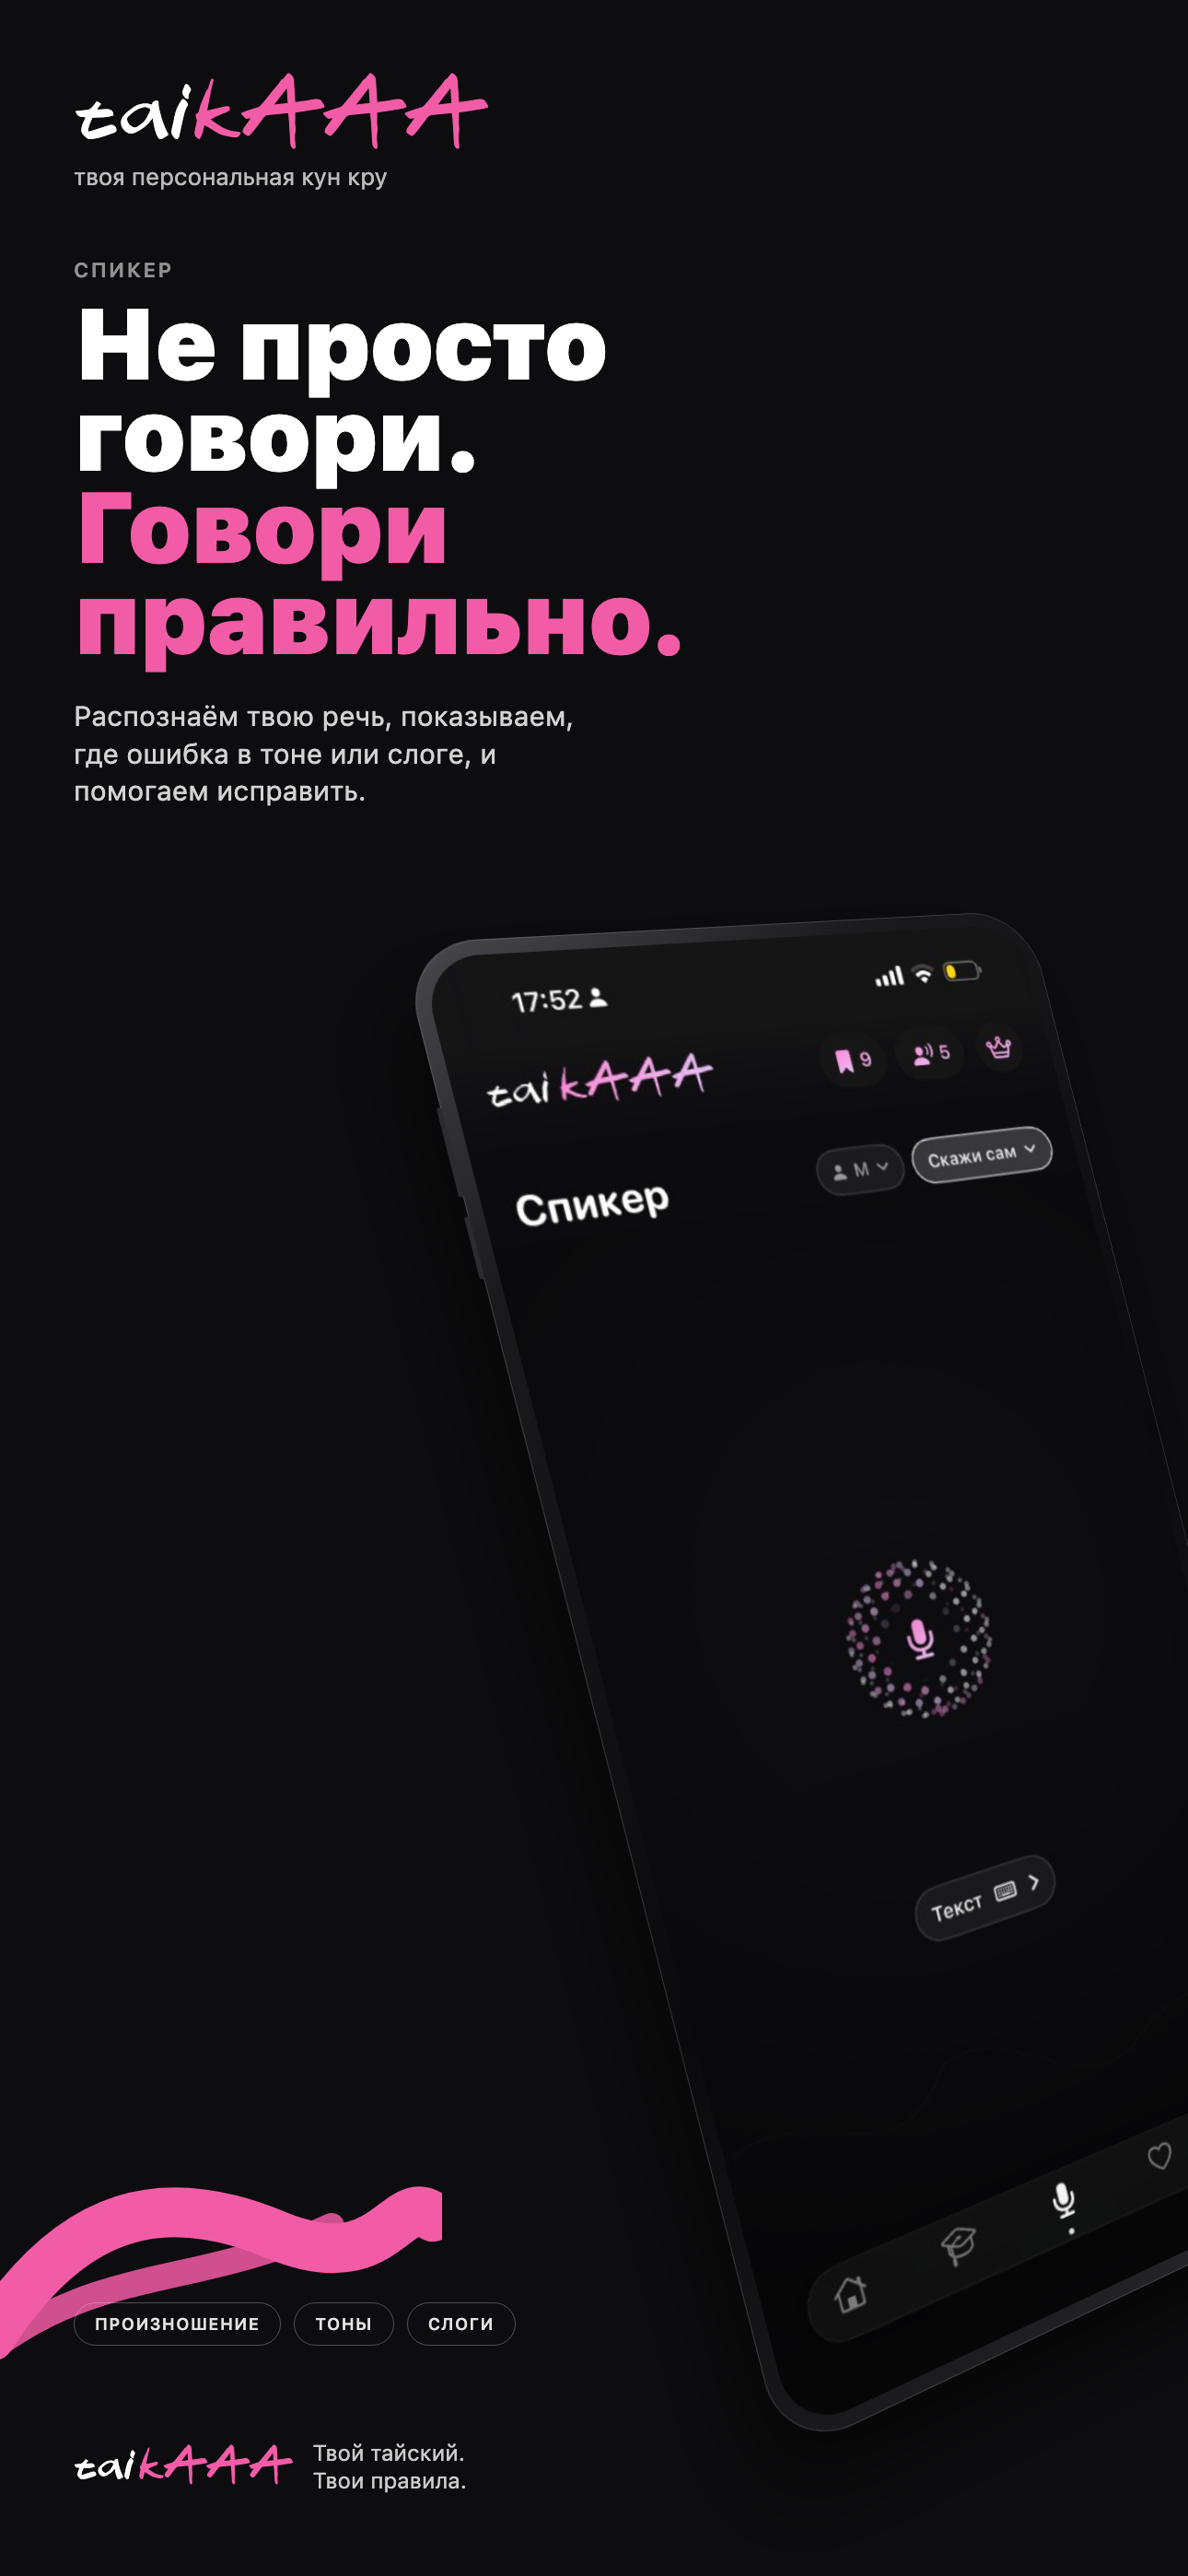 taikAAA
твоя персональная кун кру
СПИКЕР
Не просто
говори.
Говори
правильно.
Распознаём твою речь, показываем,
где ошибка в тоне или слоге, и
помогаем исправить.
17:52
taikAAA
9
5
Спикер
М
Скажи сам
Текст
ПРОИЗНОШЕНИЕ
ТОНЫ
СЛОГИ
taikAAA
Твой тайский.
Твои правила.